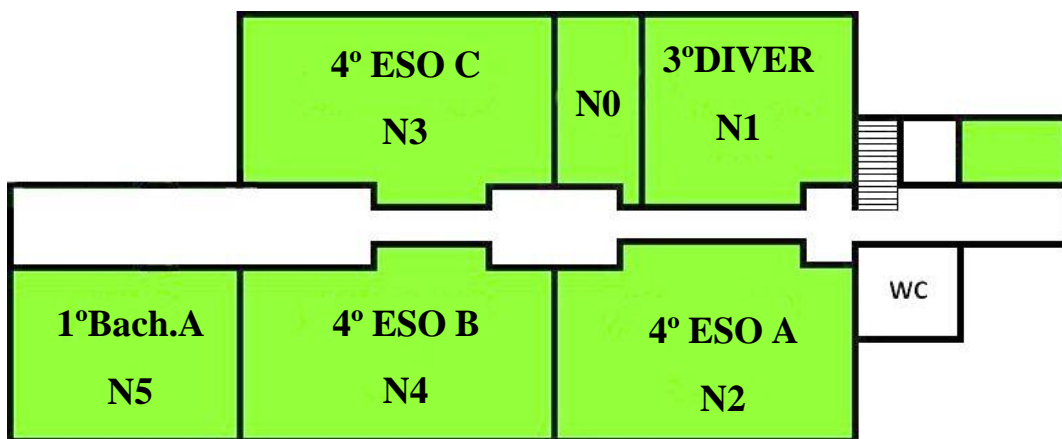 4º ESO C
N3
N0
3ºDIVER
N1
WC
1ºBach.A
N5
4º ESO B
N4
4º ESO A
N2